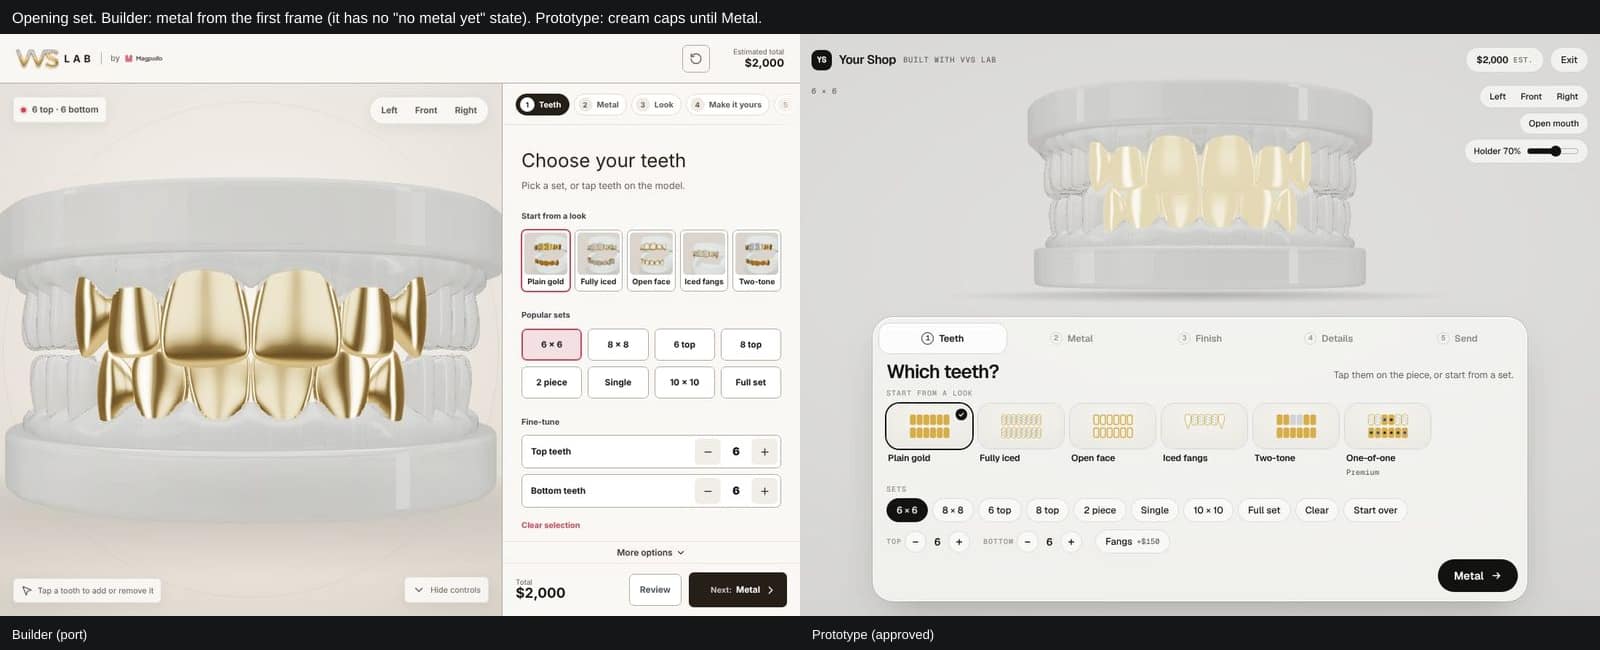 Opening set. Builder: metal from the first frame (it has no "no metal yet" state). Prototype: cream caps until Metal.
VVS LAB by Magpullo
Estimated total
$2,000
6 top · 6 bottom
Left Front Right
1 Teeth 2 Metal 3 Look 4 Make it yours 5
Choose your teeth
Pick a set, or tap teeth on the model.
Start from a look
Plain gold Fully iced Open face Iced fangs Two-tone
Popular sets
6 × 6 8 × 8 6 top 8 top
2 piece Single 10 × 10 Full set
Fine-tune
Top teeth − 6 +
Bottom teeth − 6 +
Clear selection
More options
Tap a tooth to add or remove it
Hide controls
Total
$2,000
Review
Next: Metal
Builder (port)
YS Your Shop BUILT WITH VVS LAB
$2,000 EST. Exit
6 × 6
Left Front Right
Open mouth
Holder 70%
1 Teeth 2 Metal 3 Finish 4 Details 5 Send
Which teeth?
Tap them on the piece, or start from a set.
START FROM A LOOK
Plain gold Fully iced Open face Iced fangs Two-tone One-of-one
Premium
SETS
6 × 6 8 × 8 6 top 8 top 2 piece Single 10 × 10 Full set Clear Start over
TOP − 6 + BOTTOM − 6 + Fangs +$150
Metal →
Prototype (approved)